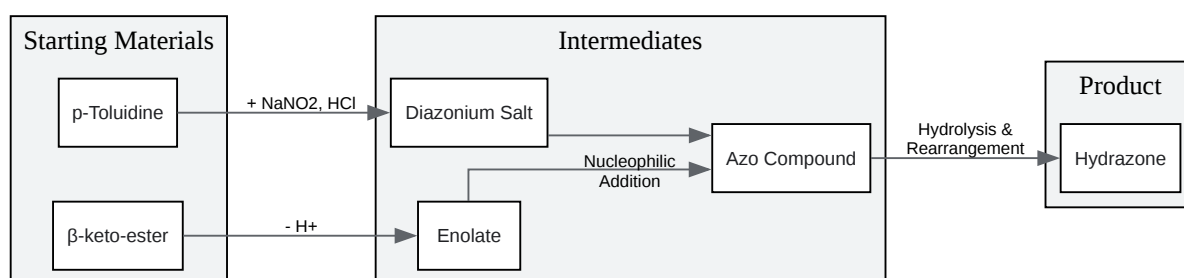 Starting Materials
Intermediates
Product
p-Toluidine
+ NaNO2, HCl
Diazonium Salt
Azo Compound
Hydrolysis &
Rearrangement
Hydrazone
Nucleophilic
Addition
β-keto-ester
- H+
Enolate